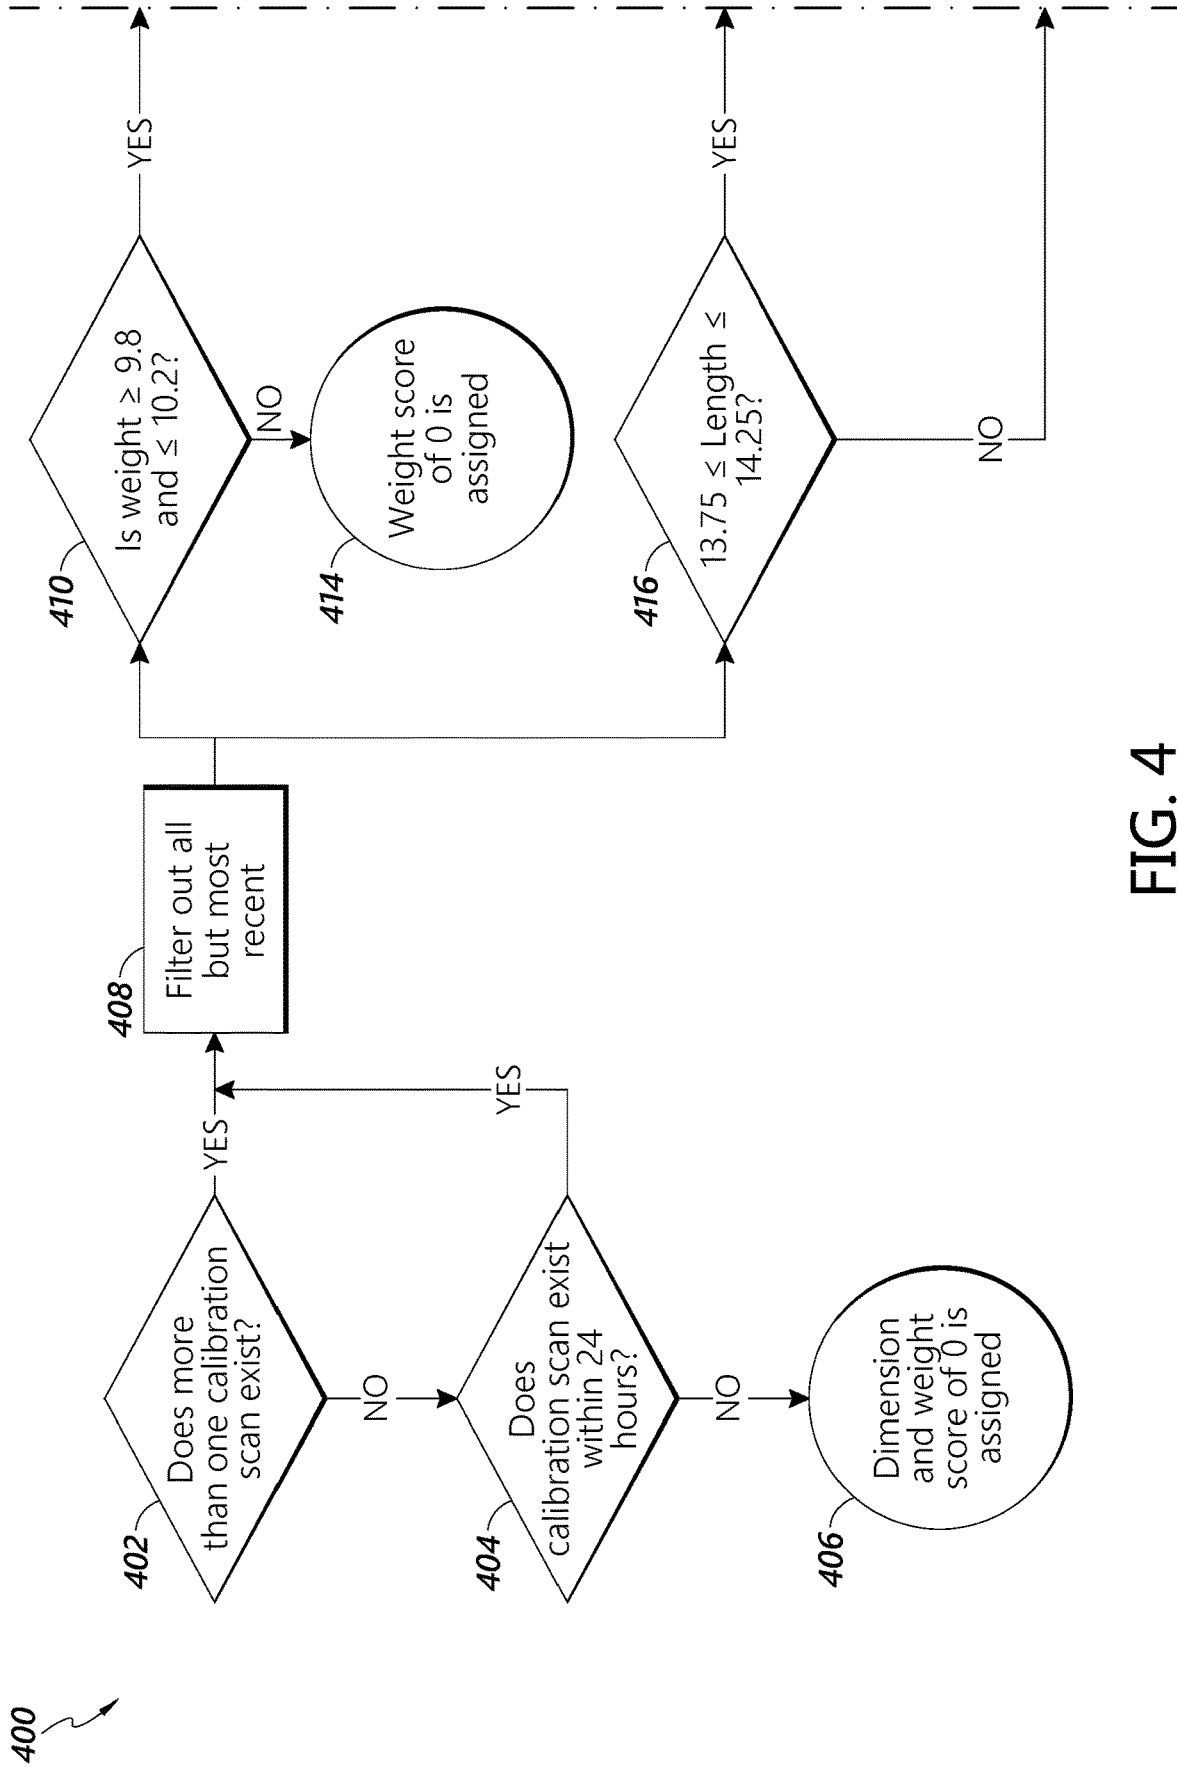 400
402
Does more
than one calibration
scan exist?
YES
NO
404
Does
calibration scan exist
within 24
hours?
YES
NO
406
Dimension
and weight
score of 0 is
assigned
408
Filter out all
but most
recent
410
Is weight ≥ 9.8
and ≤ 10.2?
YES
NO
414
Weight score
of 0 is
assigned
416
13.75 ≤ Length ≤
14.25?
YES
NO
FIG. 4